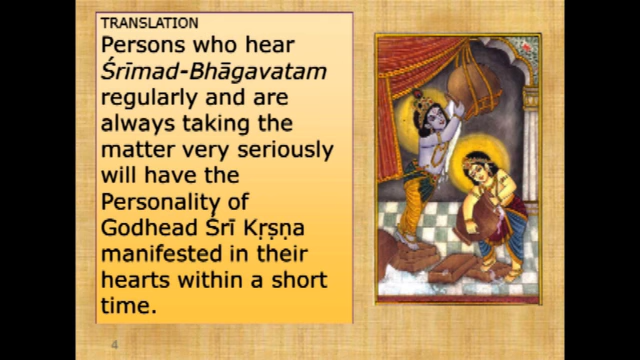 TRANSLATION
Persons who hear
Śrīmad-Bhāgavatam
regularly and are
always taking the
matter very seriously
will have the
Personality of
Godhead Śrī Kṛṣṇa
manifested in their
hearts within a short
time.
4